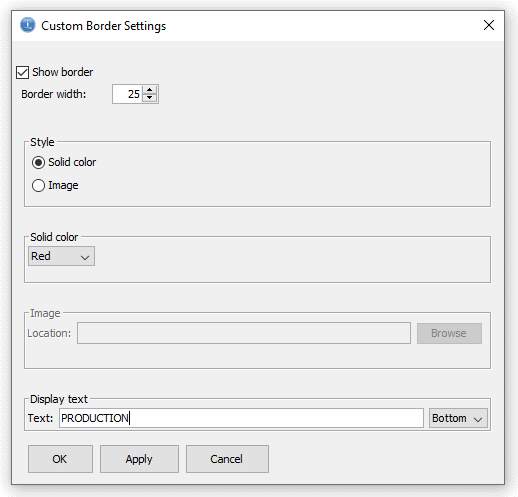 Custom Border Settings
Show border
Border width: 25
Style
Solid color
Image
Solid color
Red
Image
Location: Browse
Display text
Text: PRODUCTION Bottom
OK Apply Cancel